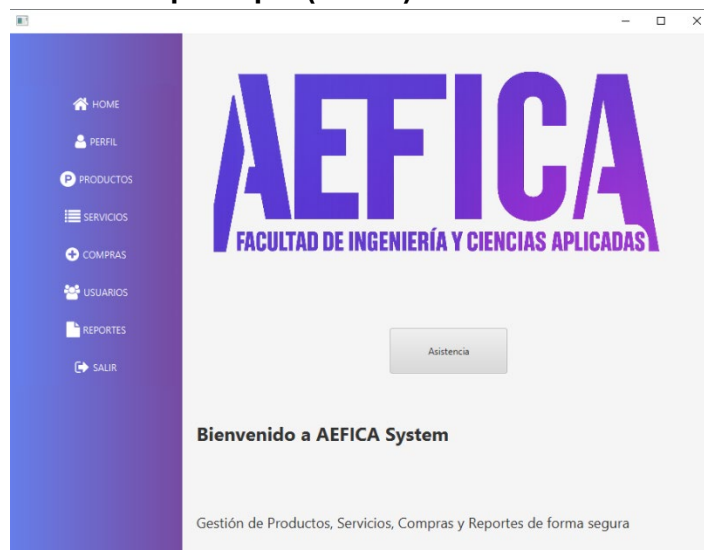 HOME
PERFIL
PRODUCTOS
SERVICIOS
COMPRAS
USUARIOS
REPORTES
SALIR
AEFICA
FACULTAD DE INGENIERÍA Y CIENCIAS APLICADAS
Asistencia
Bienvenido a AEFICA System
Gestión de Productos, Servicios, Compras y Reportes de forma segura